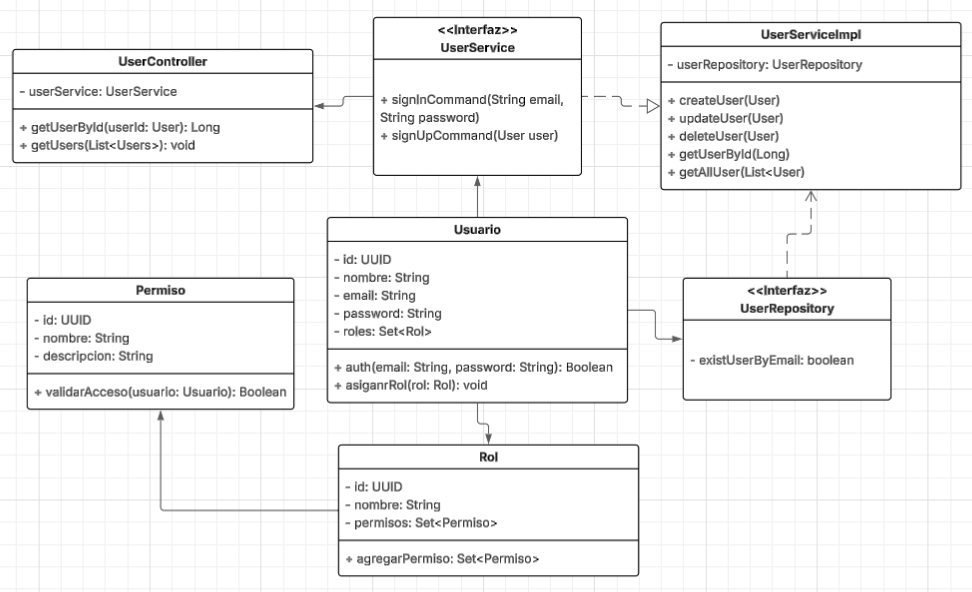 UserController
- userService: UserService
+ getUserById(userId: User): Long
+ getUsers(List<Users>): void
<<Interfaz>>
UserService
+ signInCommand(String email,
String password)
+ signUpCommand(User user)
UserServiceImpl
- userRepository: UserRepository
+ createUser(User)
+ updateUser(User)
+ deleteUser(User)
+ getUserById(Long)
+ getAllUser(List<User)
Usuario
- id: UUID
- nombre: String
- email: String
- password: String
- roles: Set<Rol>
+ auth(email: String, password: String): Boolean
+ asiganrRol(rol: Rol): void
Permiso
- id: UUID
- nombre: String
- descripcion: String
+ validarAcceso(usuario: Usuario): Boolean
<<Interfaz>>
UserRepository
- existUserByEmail: boolean
Rol
- id: UUID
- nombre: String
- permisos: Set<Permiso>
+ agregarPermiso: Set<Permiso>